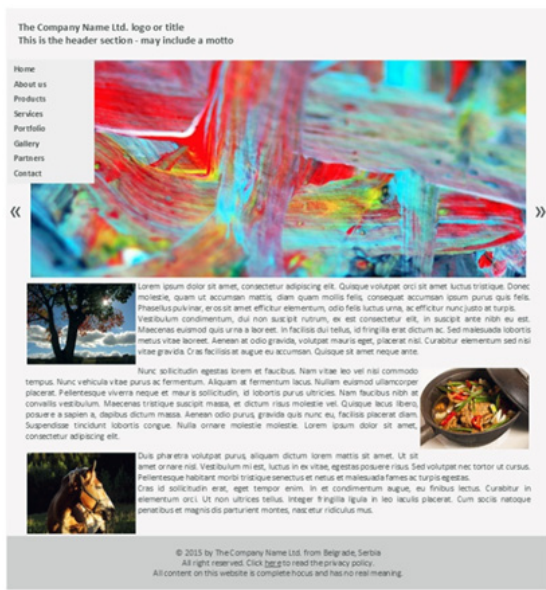 The Company Name Ltd. logo or title
This is the header section - may include a motto
Home
About us
Products
Services
Portfolio
Gallery
Partners
Contact
«
»
Lorem ipsum dolor sit amet, consectetur adipiscing elit. Quisque volutpat orci sit amet luctus tristique. Donec
molestie, quam ut accumsan mattis, diam quam mollis felis, consequat accumsan ipsum purus quis felis.
Phasellus pulvinar, eros sit amet efficitur elementum, odio felis luctus urna, ac efficitur nunc justo at turpis.
Vestibulum condimentum, dui non suscipit rutrum, ex est consectetur elit, in suscipit ante nibh eu est.
Maecenas euismod quis urna a laoreet. In facilisis dui tellus, id fringilla erat dictum ac. Sed malesuada lobortis
metus vitae laoreet. Aenean at odio gravida, volutpat mauris eget, placerat nisl. Curabitur elementum sed nisi
vitae gravida. Cras facilisis at augue eu accumsan. Quisque sit amet neque ante.
Nunc sollicitudin egestas lorem et faucibus. Nam vitae leo vel nisi commodo
tempus. Nunc vehicula vitae purus ac fermentum. Aliquam at fermentum lacus. Nullam euismod ullamcorper
placerat. Pellentesque viverra neque et mauris sollicitudin, id lobortis purus ultricies. Nam faucibus nibh at
convallis vestibulum. Maecenas tristique suscipit massa, et dictum risus molestie vel. Quisque lacus libero,
posuere a sapien a, dapibus dictum massa. Aenean odio purus, gravida quis nunc eu, facilisis placerat diam.
Suspendisse tincidunt lobortis congue. Nulla ornare molestie molestie. Lorem ipsum dolor sit amet,
consectetur adipiscing elit.
Duis pharetra volutpat purus, aliquam dictum lorem mattis sit amet. Ut sit
amet ornare nisl. Vestibulum mi est, luctus in ex vitae, egestas posuere risus. Sed volutpat nec tortor ut cursus.
Pellentesque habitant morbi tristique senectus et netus et malesuada fames ac turpis egestas.
Cras id sollicitudin erat, eget tempor enim. In et condimentum augue, eu finibus lectus. Curabitur in
elementum orci. Ut non ultrices tellus. Integer fringilla ligula in leo iaculis placerat. Cum sociis natoque
penatibus et magnis dis parturient montes, nascetur ridiculus mus.
© 2015 by The Company Name Ltd. from Belgrade, Serbia
All right reserved. Click here to read the privacy policy.
All content on this website is complete hocus and has no real meaning.